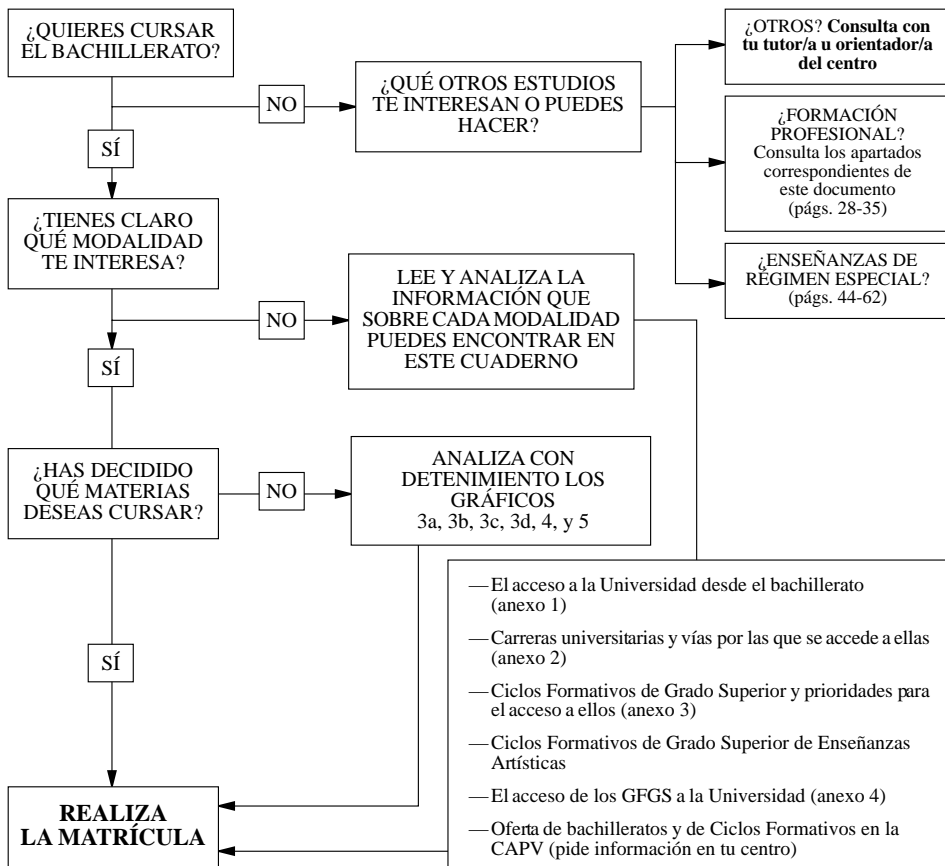 ¿QUIERES CURSAR
EL BACHILLERATO?
NO
¿QUÉ OTROS ESTUDIOS
TE INTERESAN O PUEDES
HACER?
¿OTROS? Consulta con
tu tutor/a u orientador/a
del centro
¿FORMACIÓN
PROFESIONAL?
Consulta los apartados
correspondientes de
este documento
(págs. 28-35)
¿ENSEÑANZAS DE
RÉGIMEN ESPECIAL?
(págs. 44-62)
SÍ
¿TIENES CLARO
QUÉ MODALIDAD
TE INTERESA?
NO
LEE Y ANALIZA LA
INFORMACIÓN QUE
SOBRE CADA MODALIDAD
PUEDES ENCONTRAR EN
ESTE CUADERNO
SÍ
¿HAS DECIDIDO
QUÉ MATERIAS
DESEAS CURSAR?
NO
ANALIZA CON
DETENIMIENTO LOS
GRÁFICOS
3a, 3b, 3c, 3d, 4, y 5
SÍ
— El acceso a la Universidad desde el bachillerato
(anexo 1)
— Carreras universitarias y vías por las que se accede a ellas
(anexo 2)
— Ciclos Formativos de Grado Superior y prioridades para
el acceso a ellos (anexo 3)
— Ciclos Formativos de Grado Superior de Enseñanzas
Artísticas
— El acceso de los GFGS a la Universidad (anexo 4)
— Oferta de bachilleratos y de Ciclos Formativos en la
CAPV (pide información en tu centro)
REALIZA
LA MATRÍCULA